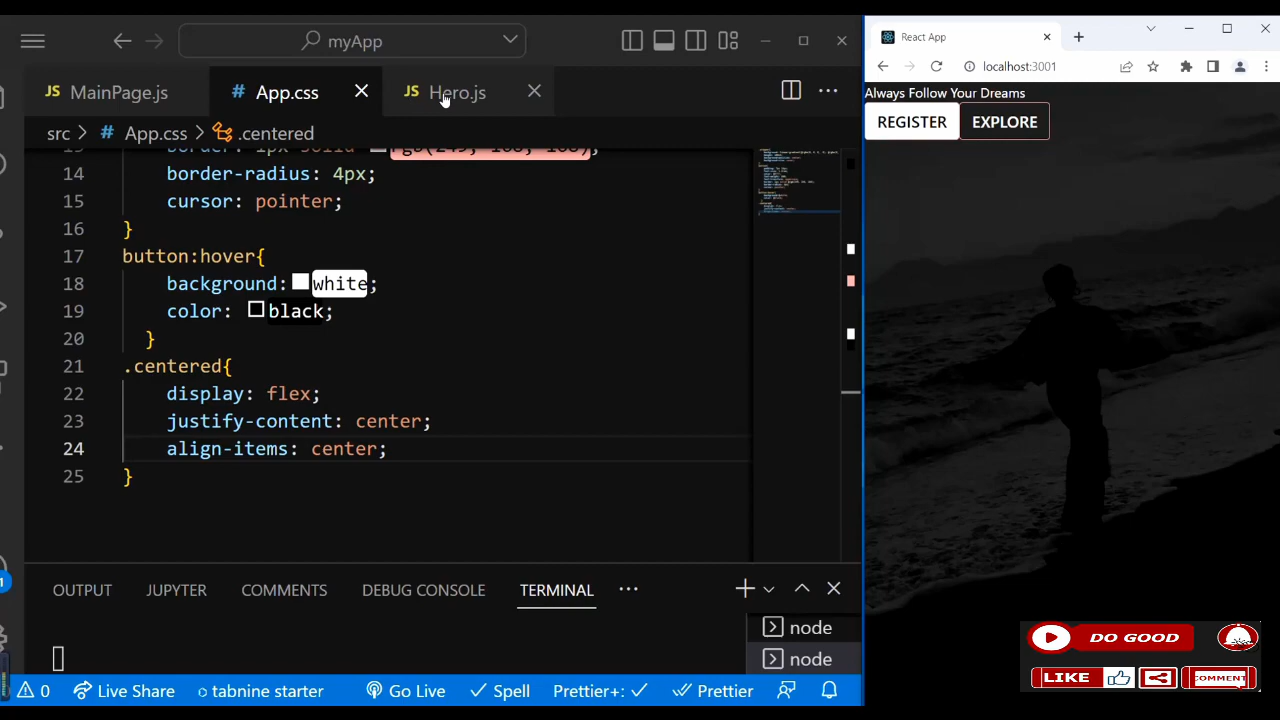 myApp
MainPage.js
App.css
Hero.js
src > App.css > .centered
14 border-radius: 4px;
15 cursor: pointer;
16 }
17 button:hover{
18 background: white;
19 color: black;
20 }
21 .centered{
22 display: flex;
23 justify-content: center;
24 align-items: center;
25 }
OUTPUT JUPYTER COMMENTS DEBUG CONSOLE TERMINAL
node
node
0 Live Share tabnine starter Go Live Spell Prettier+: Prettier
React App
localhost:3001
Always Follow Your Dreams
REGISTER EXPLORE
DO GOOD
LIKE COMMENT